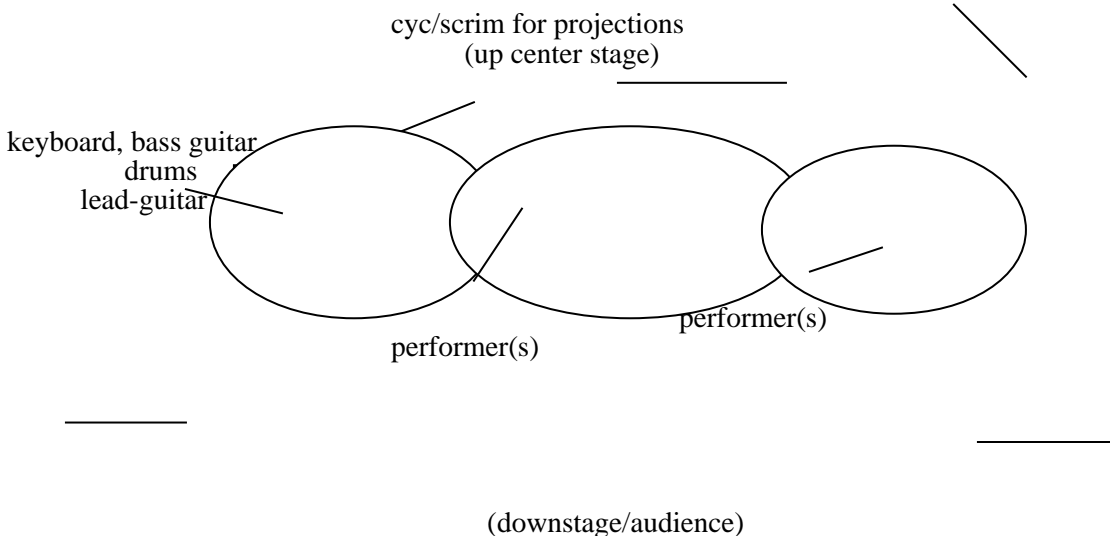 cyc/scrim for projections
(up center stage)
keyboard, bass guitar
drums
lead-guitar
performer(s)
performer(s)
(downstage/audience)